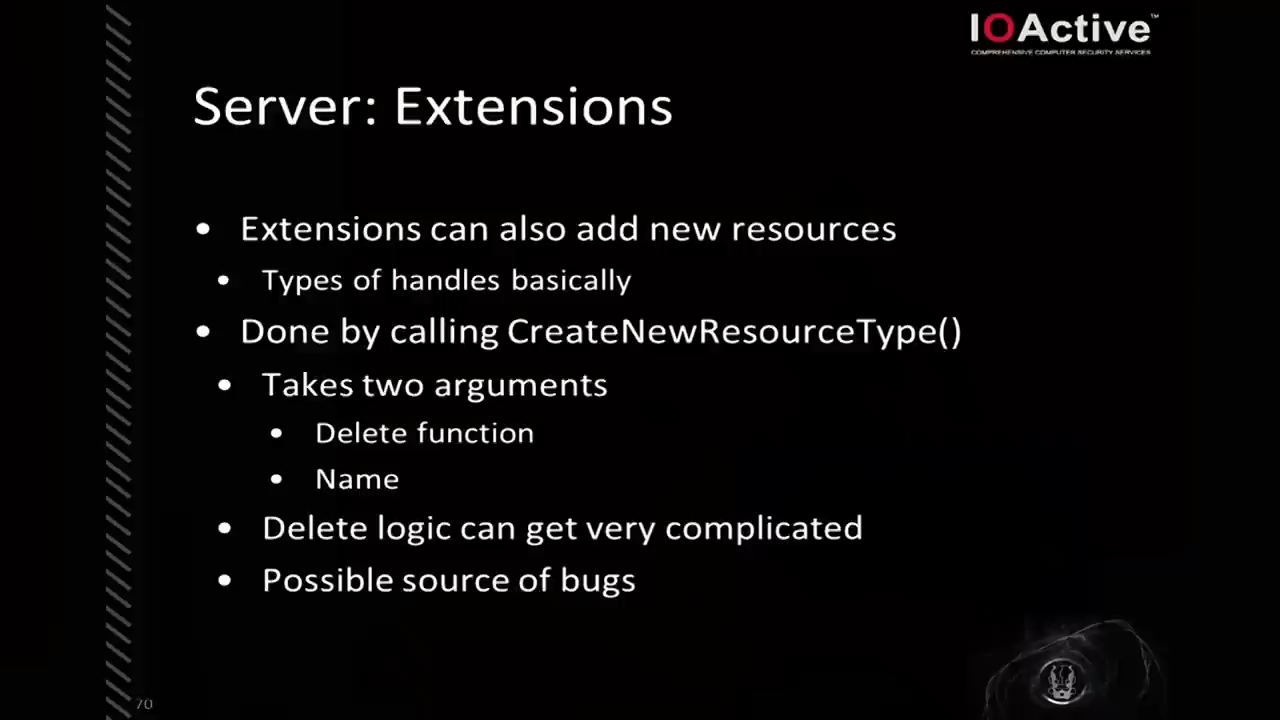 IOActive™
COMPREHENSIVE COMPUTER SECURITY SERVICES
Server: Extensions
• Extensions can also add new resources
• Types of handles basically
• Done by calling CreateNewResourceType()
• Takes two arguments
• Delete function
• Name
• Delete logic can get very complicated
• Possible source of bugs
70